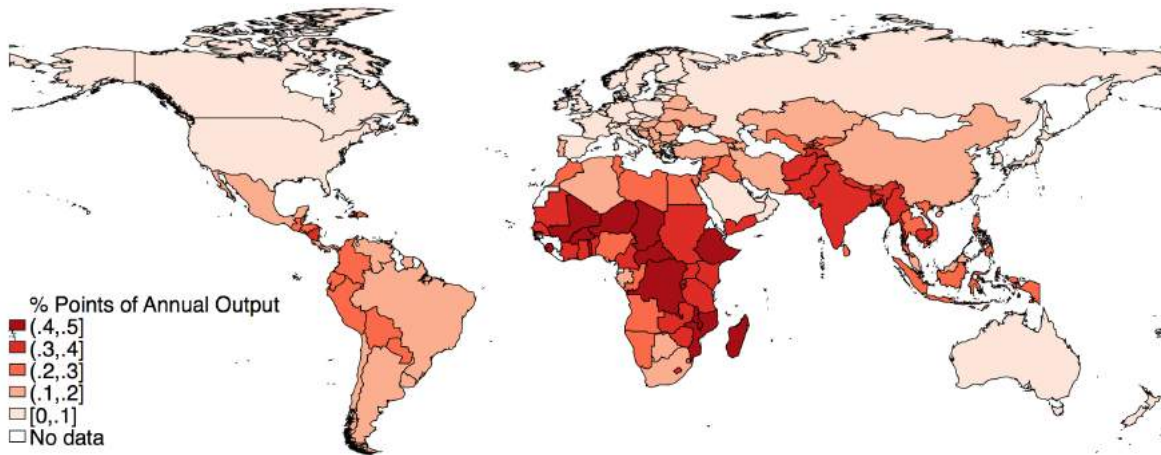 % Points of Annual Output
(.4,.5]
(.3,.4]
(.2,.3]
(.1,.2]
[0,.1]
No data